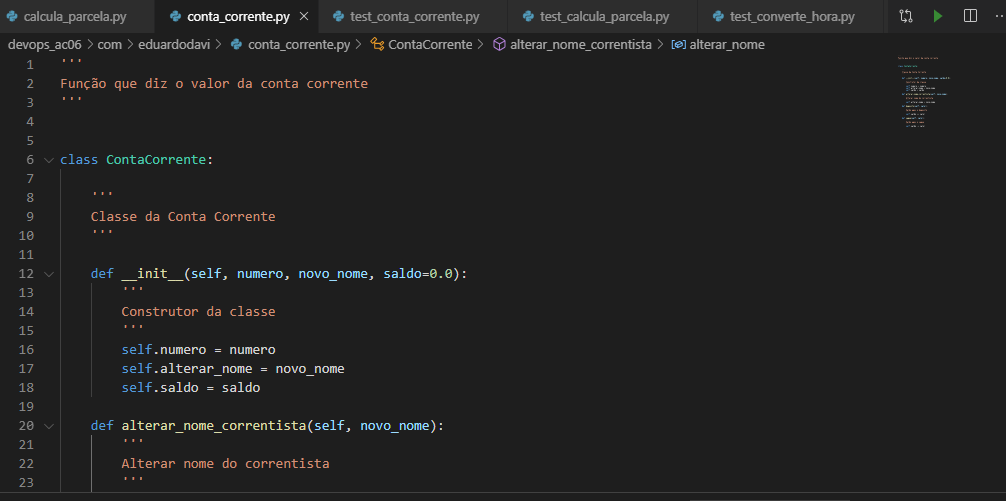 calcula_parcela.py conta_corrente.py × test_conta_corrente.py test_calcula_parcela.py test_converte_hora.py
devops_ac06 > com > eduardodavi > conta_corrente.py > ContaCorrente > alterar_nome_correntista > alterar_nome
1 '''
2 Função que diz o valor da conta corrente
3 '''
4
5
6 class ContaCorrente:
7
8 '''
9 Classe da Conta Corrente
10 '''
11
12 def __init__(self, numero, novo_nome, saldo=0.0):
13 '''
14 Construtor da classe
15 '''
16 self.numero = numero
17 self.alterar_nome = novo_nome
18 self.saldo = saldo
19
20 def alterar_nome_correntista(self, novo_nome):
21 '''
22 Alterar nome do correntista
23 '''